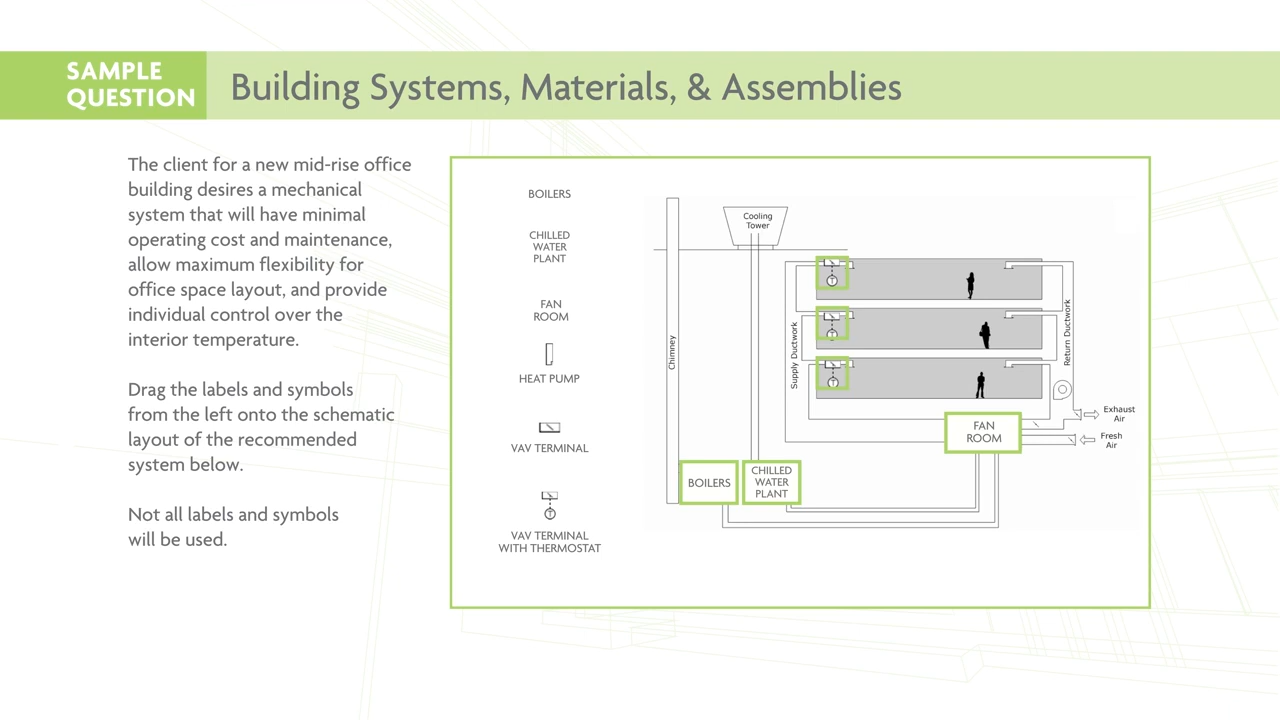 SAMPLE
QUESTION
Building Systems, Materials, & Assemblies
The client for a new mid-rise office
building desires a mechanical
system that will have minimal
operating cost and maintenance,
allow maximum flexibility for
office space layout, and provide
individual control over the
interior temperature.
Drag the labels and symbols
from the left onto the schematic
layout of the recommended
system below.
Not all labels and symbols
will be used.
BOILERS
CHILLED
WATER
PLANT
FAN
ROOM
HEAT PUMP
VAV TERMINAL
T
VAV TERMINAL
WITH THERMOSTAT
Cooling
Tower
Chimney
Supply Ductwork
T
T
T
Return Ductwork
Exhaust
Air
Fresh
Air
FAN
ROOM
BOILERS
CHILLED
WATER
PLANT